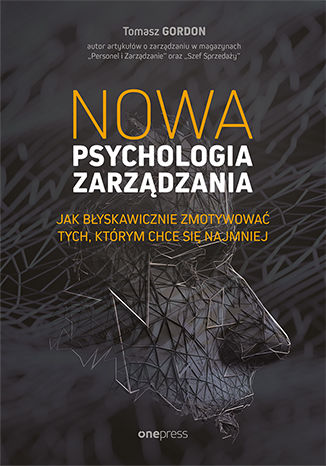 Tomasz GORDON
autor artykułów o zarządzaniu w magazynach
„Personel i Zarządzanie” oraz „Szef Sprzedaży”
NOWA
PSYCHOLOGIA
ZARZĄDZANIA
JAK BŁYSKAWICZNIE ZMOTYWOWAĆ
TYCH, KTÓRYM CHCE SIĘ NAJMNIEJ
onepress